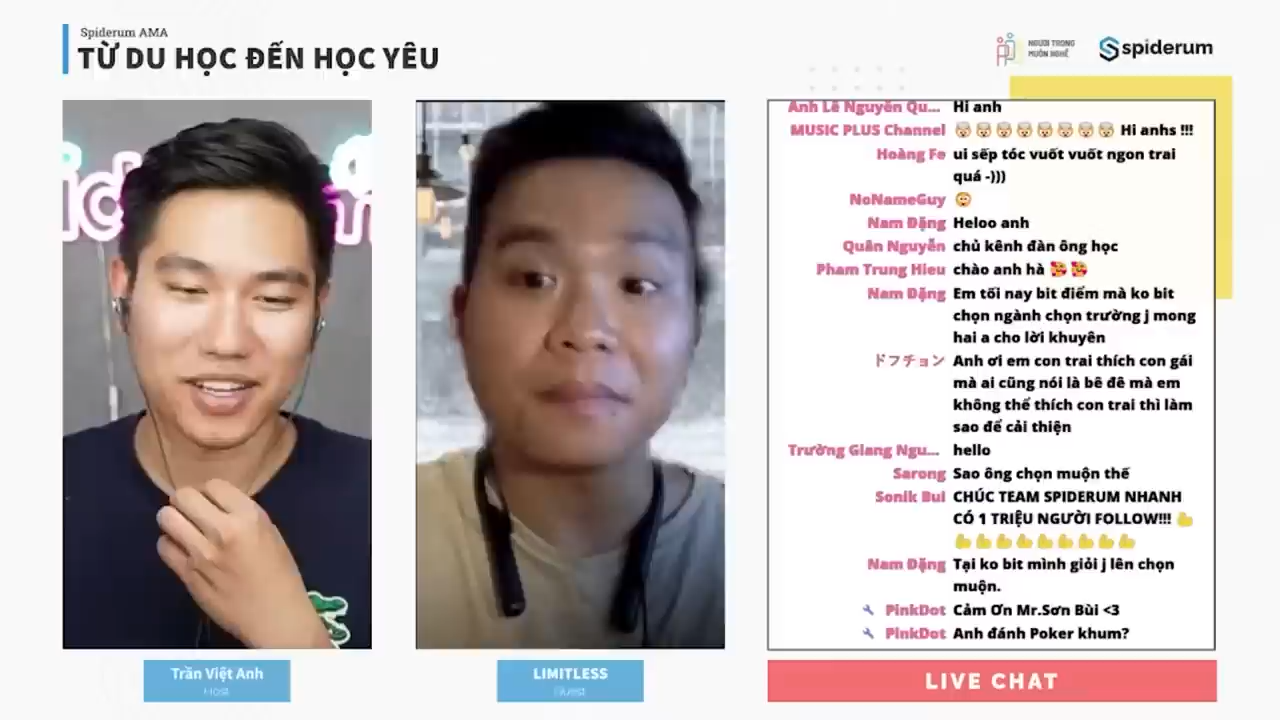 Spiderum AMA
TỪ DU HỌC ĐẾN HỌC YÊU
NGƯỜI TRONG
MUÔN NGHỀ
spiderum
Anh Lê Nguyên Qu... Hi anh
MUSIC PLUS Channel 🤯🤯🤯🤯🤯🤯🤯🤯 Hi anhs !!!
Hoàng Fe ui sếp tóc vuốt vuốt ngon trai
quá -)))
NoNameGuy 😳
Nam Đặng Heloo anh
Quân Nguyễn chủ kênh đàn ông học
Pham Trung Hieu chào anh hà 🥰🥰
Nam Đặng Em tối nay bit điểm mà ko bit
chọn ngành chọn trường j mong
hai a cho lời khuyên
ドフチョン Anh ơi em con trai thích con gái
mà ai cũng nói là bê đê mà em
không thể thích con trai thì làm
sao để cải thiện
Trường Giang Ngu... hello
Sarong Sao ông chọn muộn thế
Sonik Bui CHÚC TEAM SPIDERUM NHANH
CÓ 1 TRIỆU NGƯỜI FOLLOW!!! 👍
👍👍👍👍👍👍👍👍👍
Nam Đặng Tại ko bit mình giỏi j lên chọn
muộn.
PinkDot Cảm Ơn Mr.Sơn Bùi <3
PinkDot Anh đánh Poker khum?
Trần Việt Anh
Host
LIMITLESS
Guest
LIVE CHAT